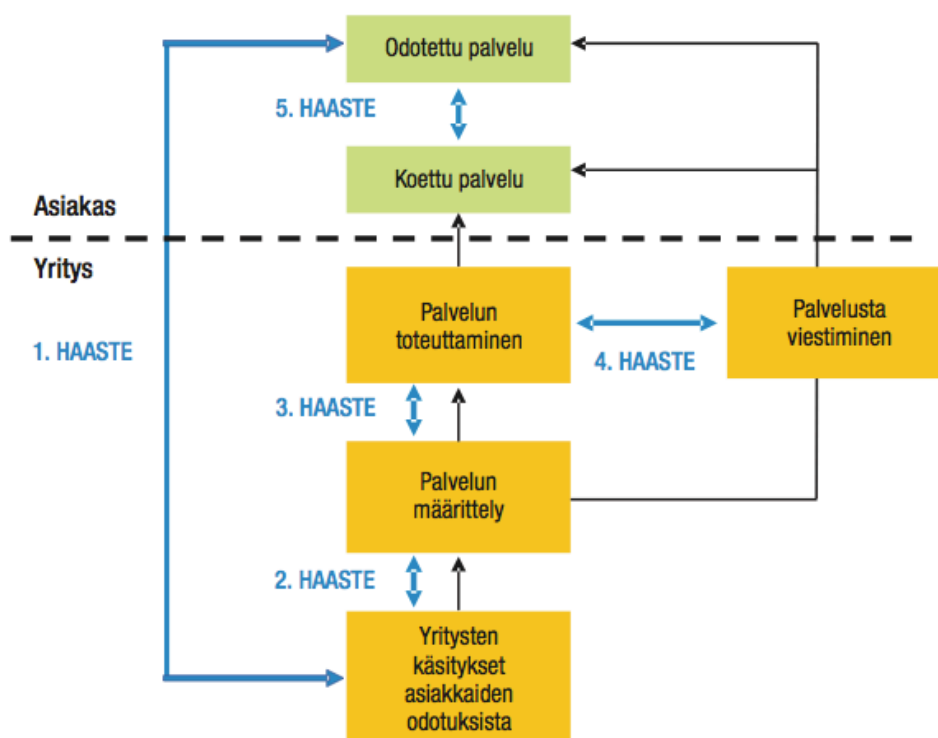 Odotettu palvelu
5. HAASTE
Koettu palvelu
Asiakas
Yritys
Palvelun
toteuttaminen
Palvelusta
viestiminen
1. HAASTE
4. HAASTE
3. HAASTE
Palvelun
määrittely
2. HAASTE
Yritysten
käsitykset
asiakkaiden
odotuksista